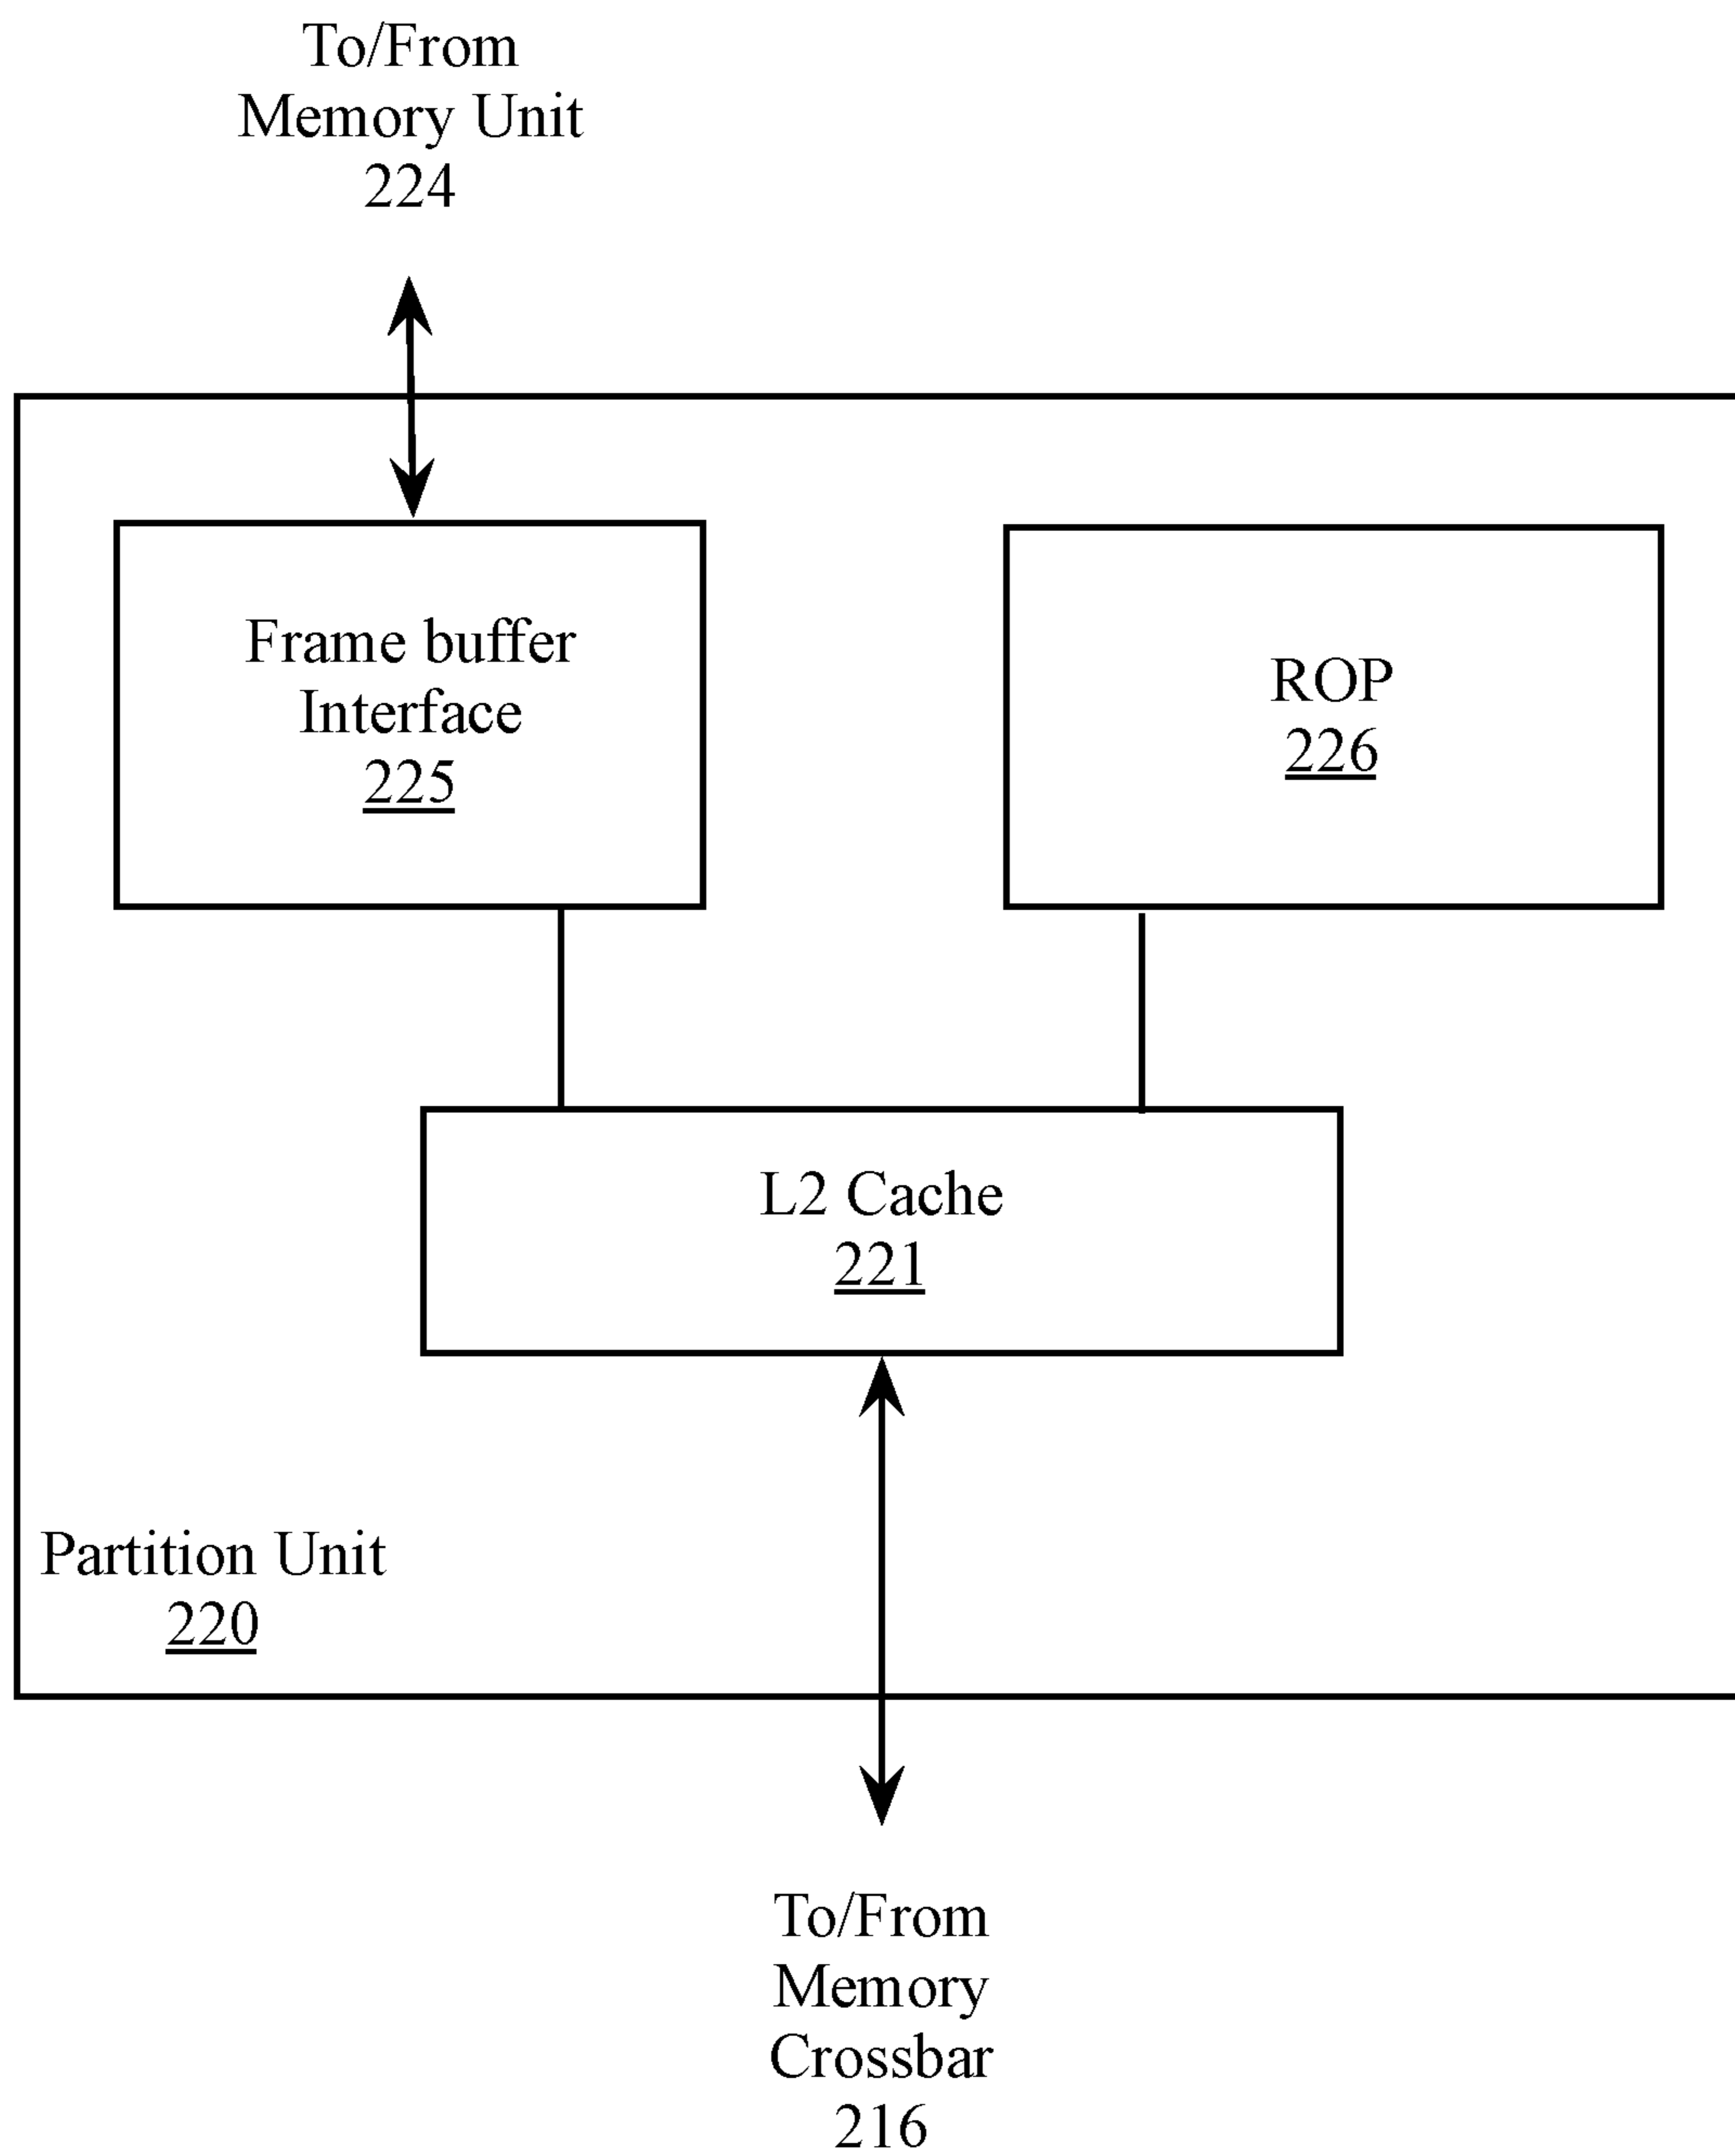 To/From
Memory Unit
224
Frame buffer
Interface
225
ROP
226
L2 Cache
221
Partition Unit
220
To/From
Memory
Crossbar
216